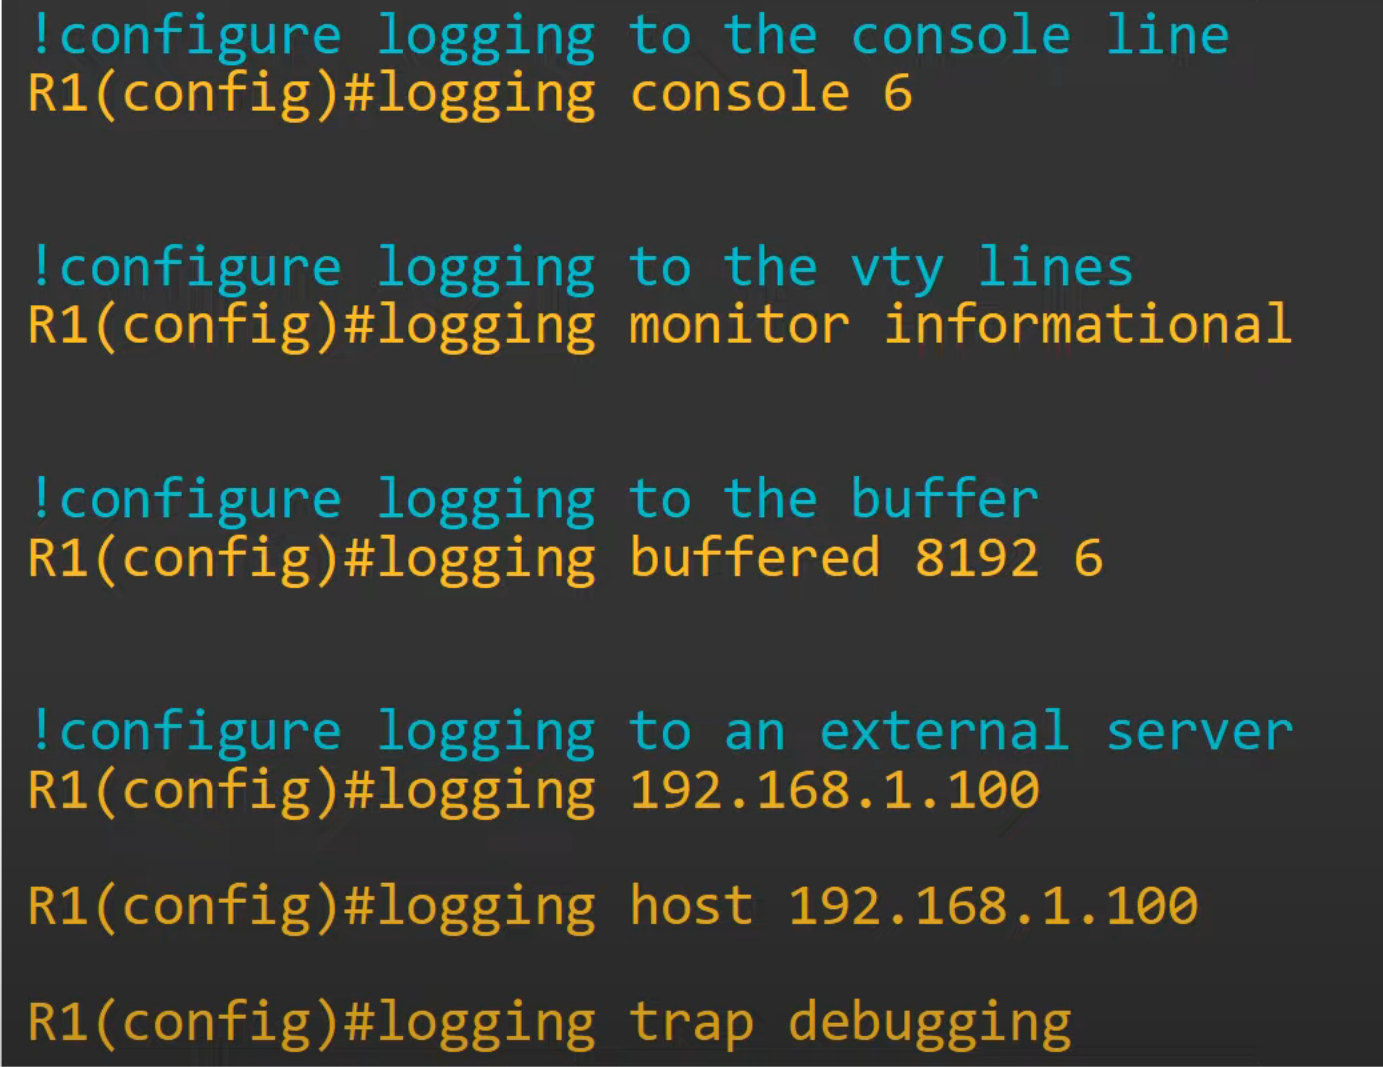 !configure logging to the console line
R1(config)#logging console 6
!configure logging to the vty lines
R1(config)#logging monitor informational
!configure logging to the buffer
R1(config)#logging buffered 8192 6
!configure logging to an external server
R1(config)#logging 192.168.1.100
R1(config)#logging host 192.168.1.100
R1(config)#logging trap debugging